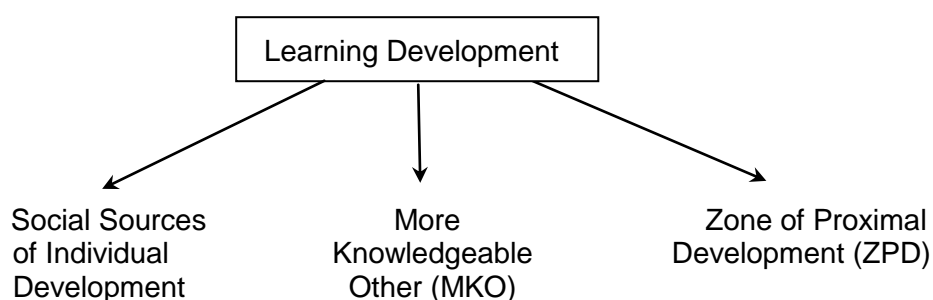 Learning Development
Social Sources
of Individual
Development
More
Knowledgeable
Other (MKO)
Zone of Proximal
Development (ZPD)